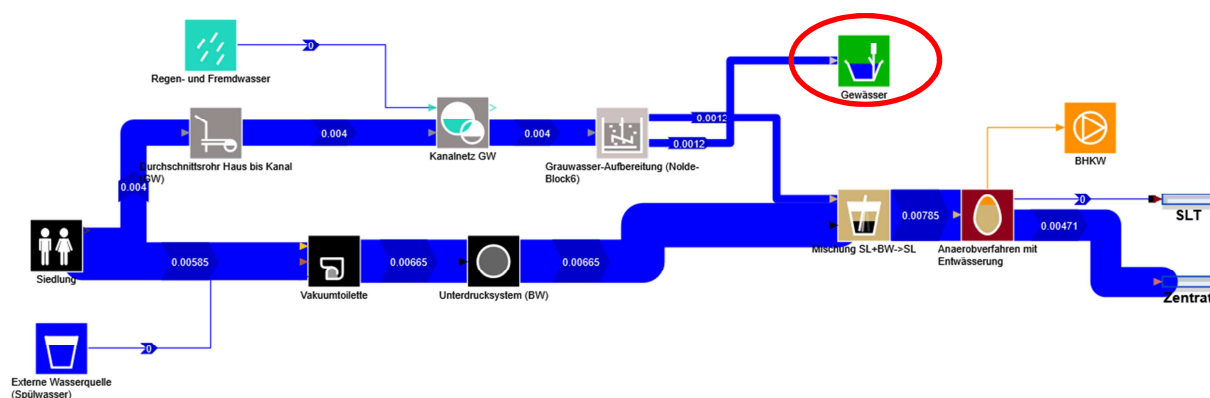 0
Regen- und Fremdwasser
Gewässer
0.0012
0.004
0.004
0.0012
Kanalnetz GW
Durchschnittsrohr Haus bis Kanal
(GW)
Grauwasser-Aufbereitung (Nolde-
Block6)
BHKW
0.004
0.00785
0
SLT
0.00471
0.00585
0.00665
0.00665
Mischung SL+BW->SL
Anaerobverfahren mit
Entwässerung
Siedlung
Vakuumtoilette
Unterdrucksystem (BW)
Zentrat
0
Externe Wasserquelle
(Spülwasser)